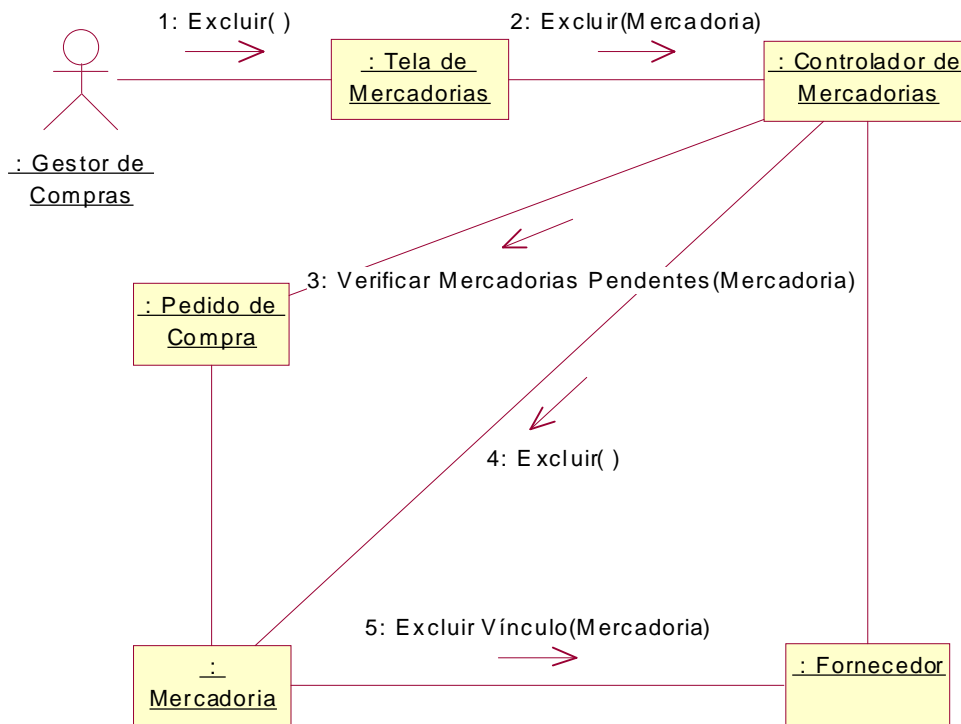 1: Excluir( )
2: Excluir(Mercadoria)
: Tela de
Mercadorias
: Controlador de
Mercadorias
: Gestor de
Compras
3: Verificar Mercadorias Pendentes(Mercadoria)
: Pedido de
Compra
4: Excluir( )
5: Excluir Vínculo(Mercadoria)
:
Mercadoria
: Fornecedor